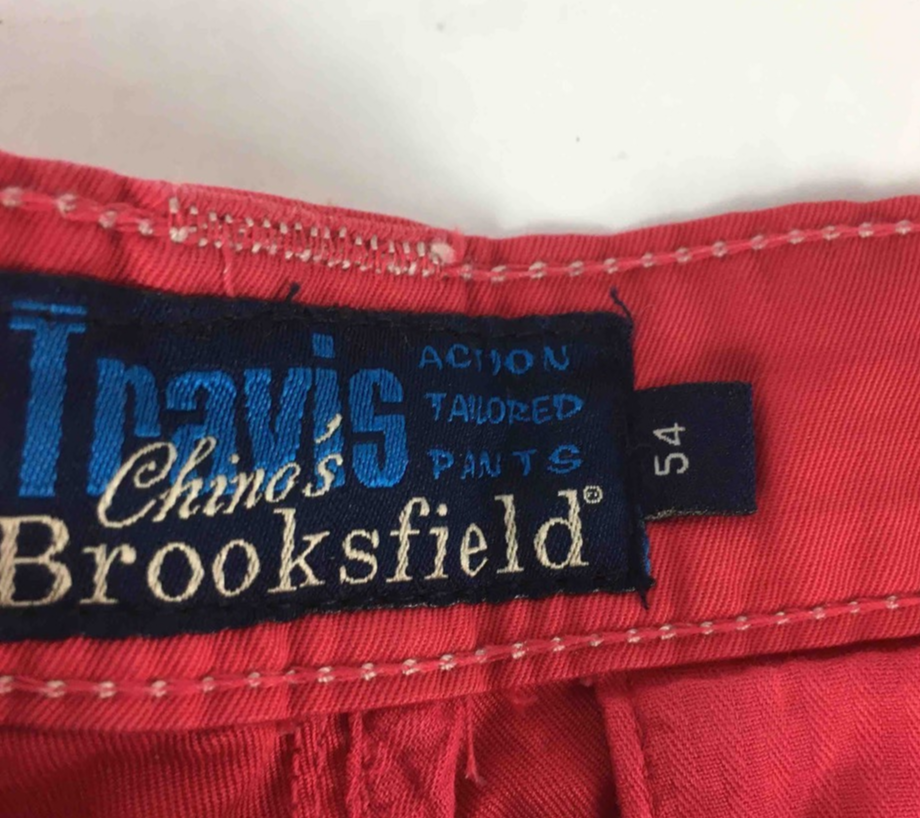 Travis
ACTION
TAILORED
PANTS
Chino's
Brooksfield®
54